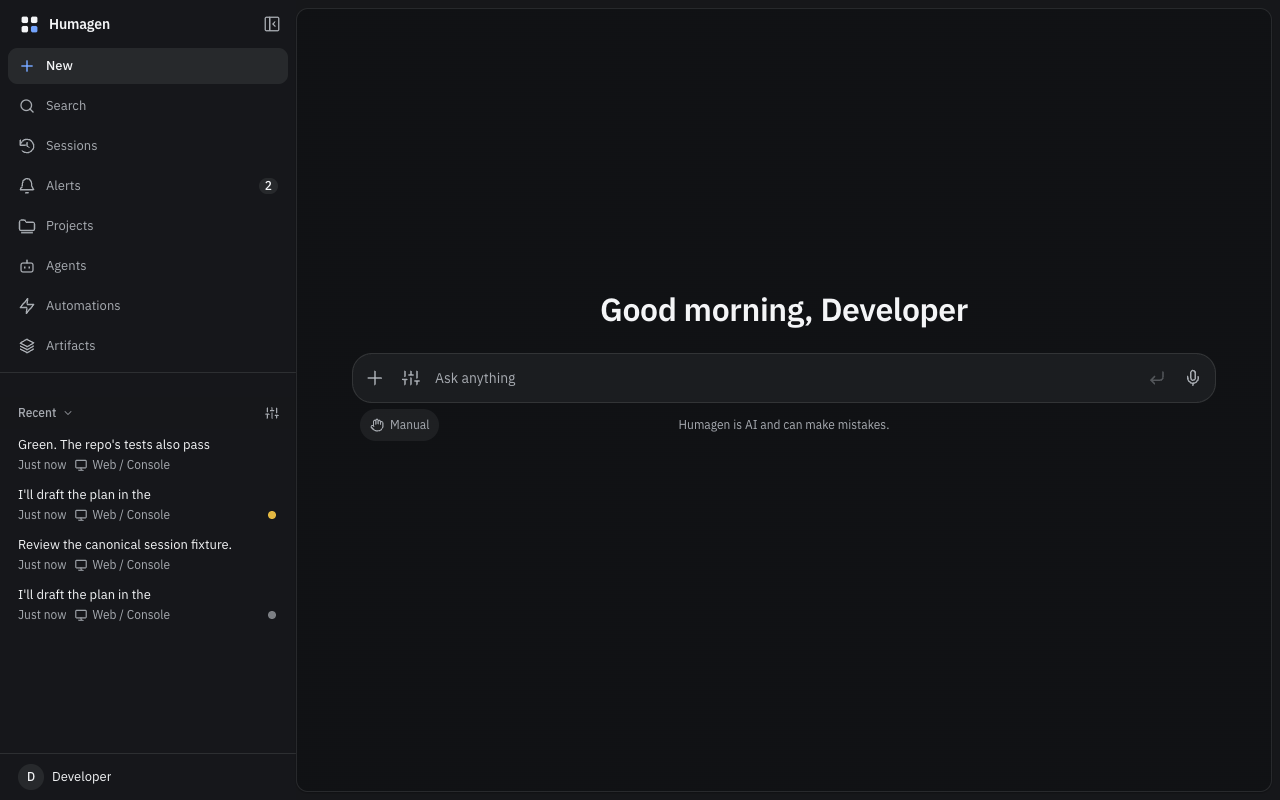 Humagen
New
Search
Sessions
Alerts
2
Projects
Agents
Automations
Artifacts
Recent
Green. The repo's tests also pass
Just now Web / Console
I'll draft the plan in the
Just now Web / Console
Review the canonical session fixture.
Just now Web / Console
I'll draft the plan in the
Just now Web / Console
D Developer
Good morning, Developer
Ask anything
Manual
Humagen is AI and can make mistakes.